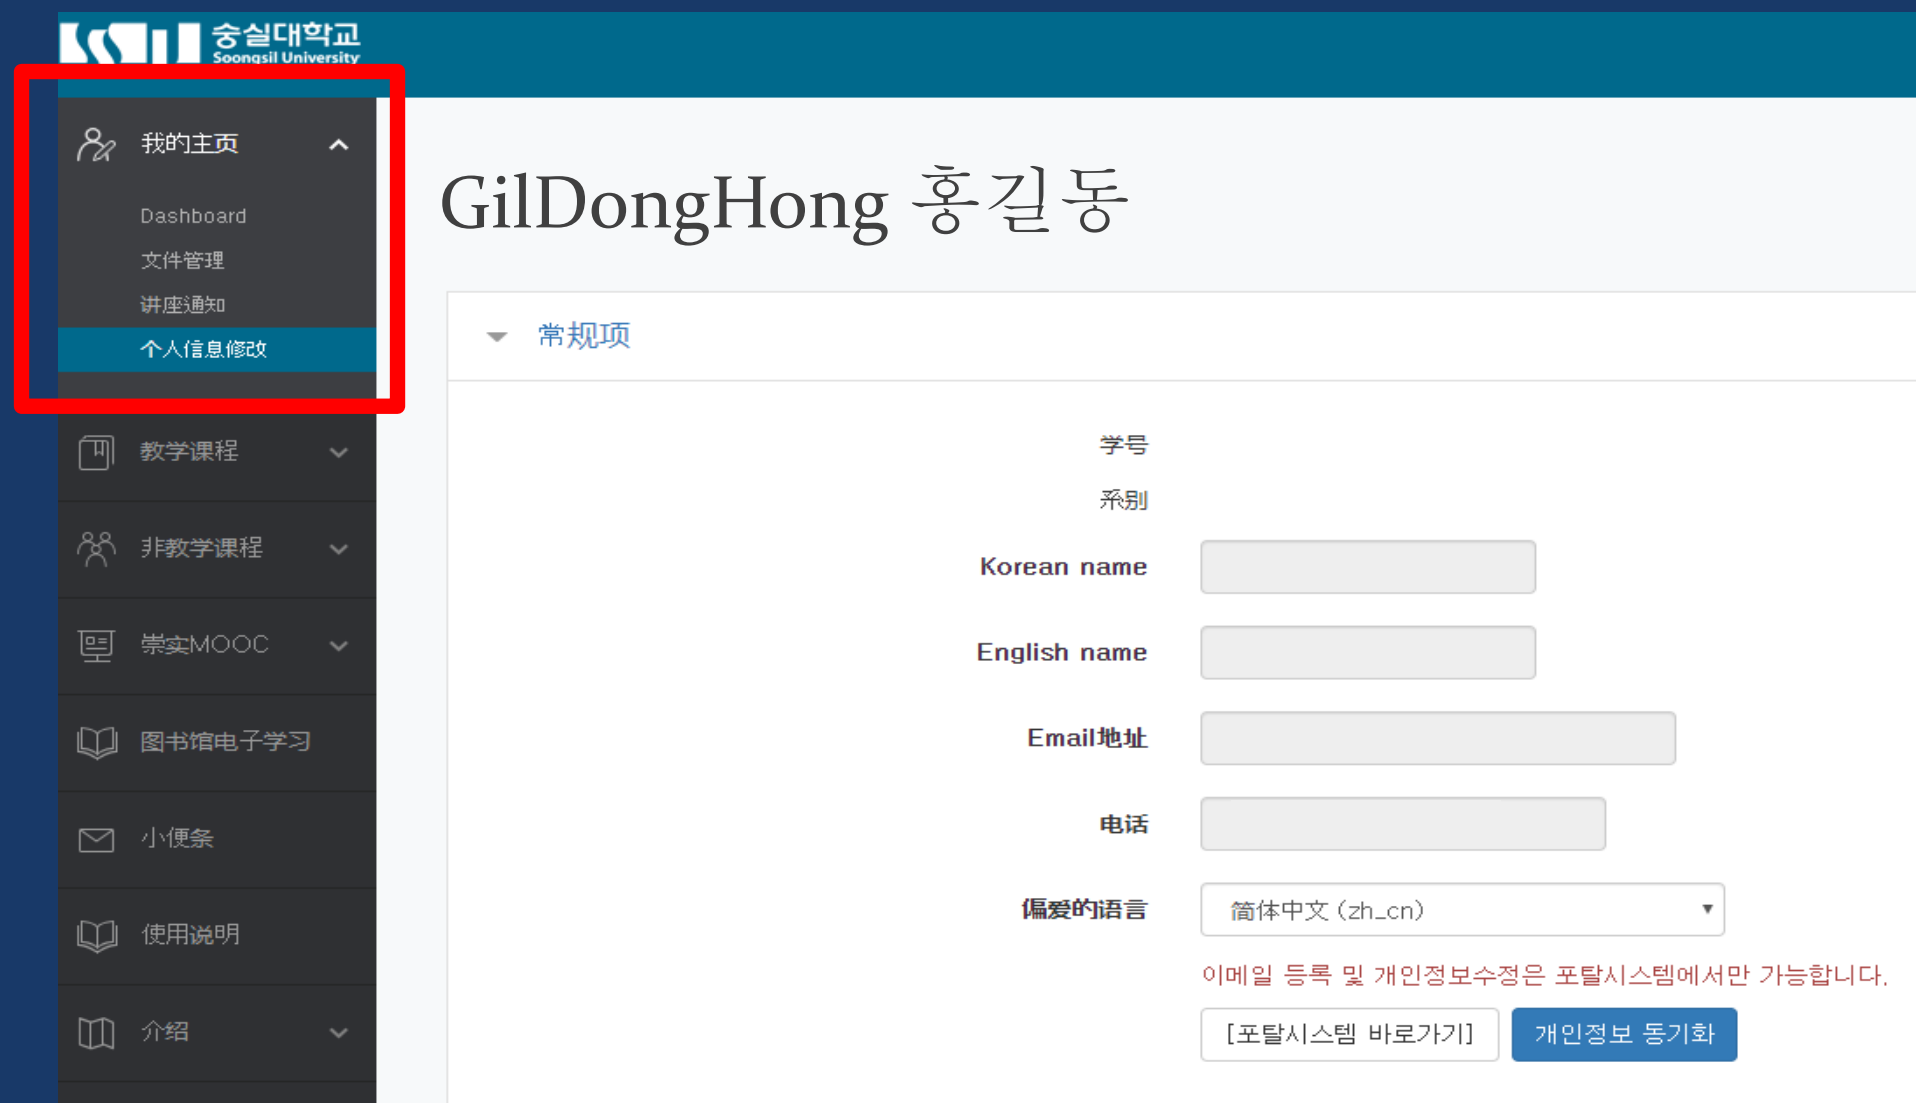 숭실대학교
Soongsil University
我的主页
Dashboard
文件管理
讲座通知
个人信息修改
教学课程
非教学课程
崇实MOOC
图书馆电子学习
小便条
使用说明
介绍
GilDongHong 홍길동
常规项
学号
系别
Korean name
English name
Email地址
电话
偏爱的语言
简体中文 (zh_cn)
이메일 등록 및 개인정보수정은 포탈시스템에서만 가능합니다.
[포탈시스템 바로가기]
개인정보 동기화